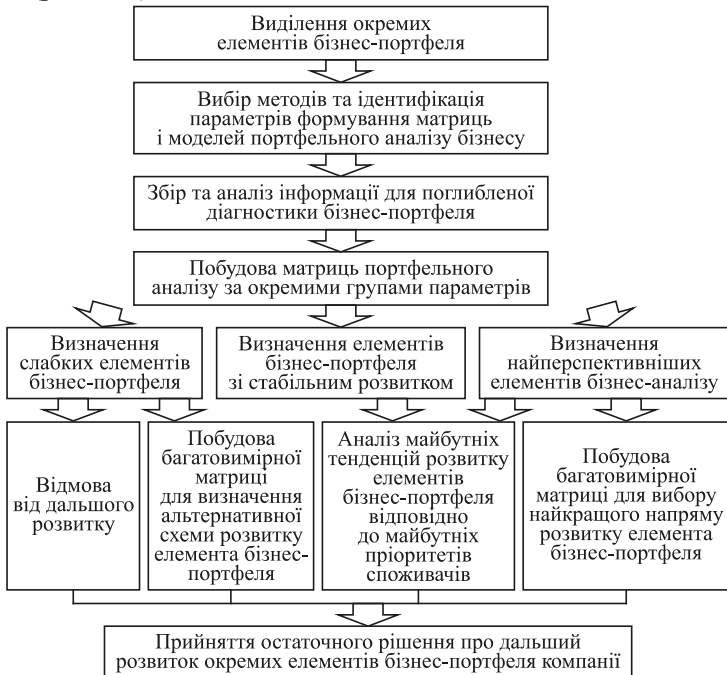 Виділення окремих
елементів бізнес-портфеля
Вибір методів та ідентифікація
параметрів формування матриць
і моделей портфельного аналізу бізнесу
Збір та аналіз інформації для поглибленої
діагностики бізнес-портфеля
Побудова матриць портфельного
аналізу за окремими групами параметрів
Визначення
слабких елементів
бізнес-портфеля
Визначення елементів
бізнес-портфеля
зі стабільним розвитком
Визначення
найперспективніших
елементів бізнес-аналізу
Відмова
від дальшого
розвитку
Побудова
багатовимірної
матриці
для визначення
альтернативної
схеми розвитку
елемента бізнес-
портфеля
Аналіз майбутніх
тенденцій розвитку
елементів
бізнес-портфеля
відповідно
до майбутніх
пріоритетів
споживачів
Побудова
багатовимірної
матриці для вибору
найкращого напряму
розвитку елемента
бізнес-портфеля
Прийняття остаточного рішення про дальший
розвиток окремих елементів бізнес-портфеля компанії